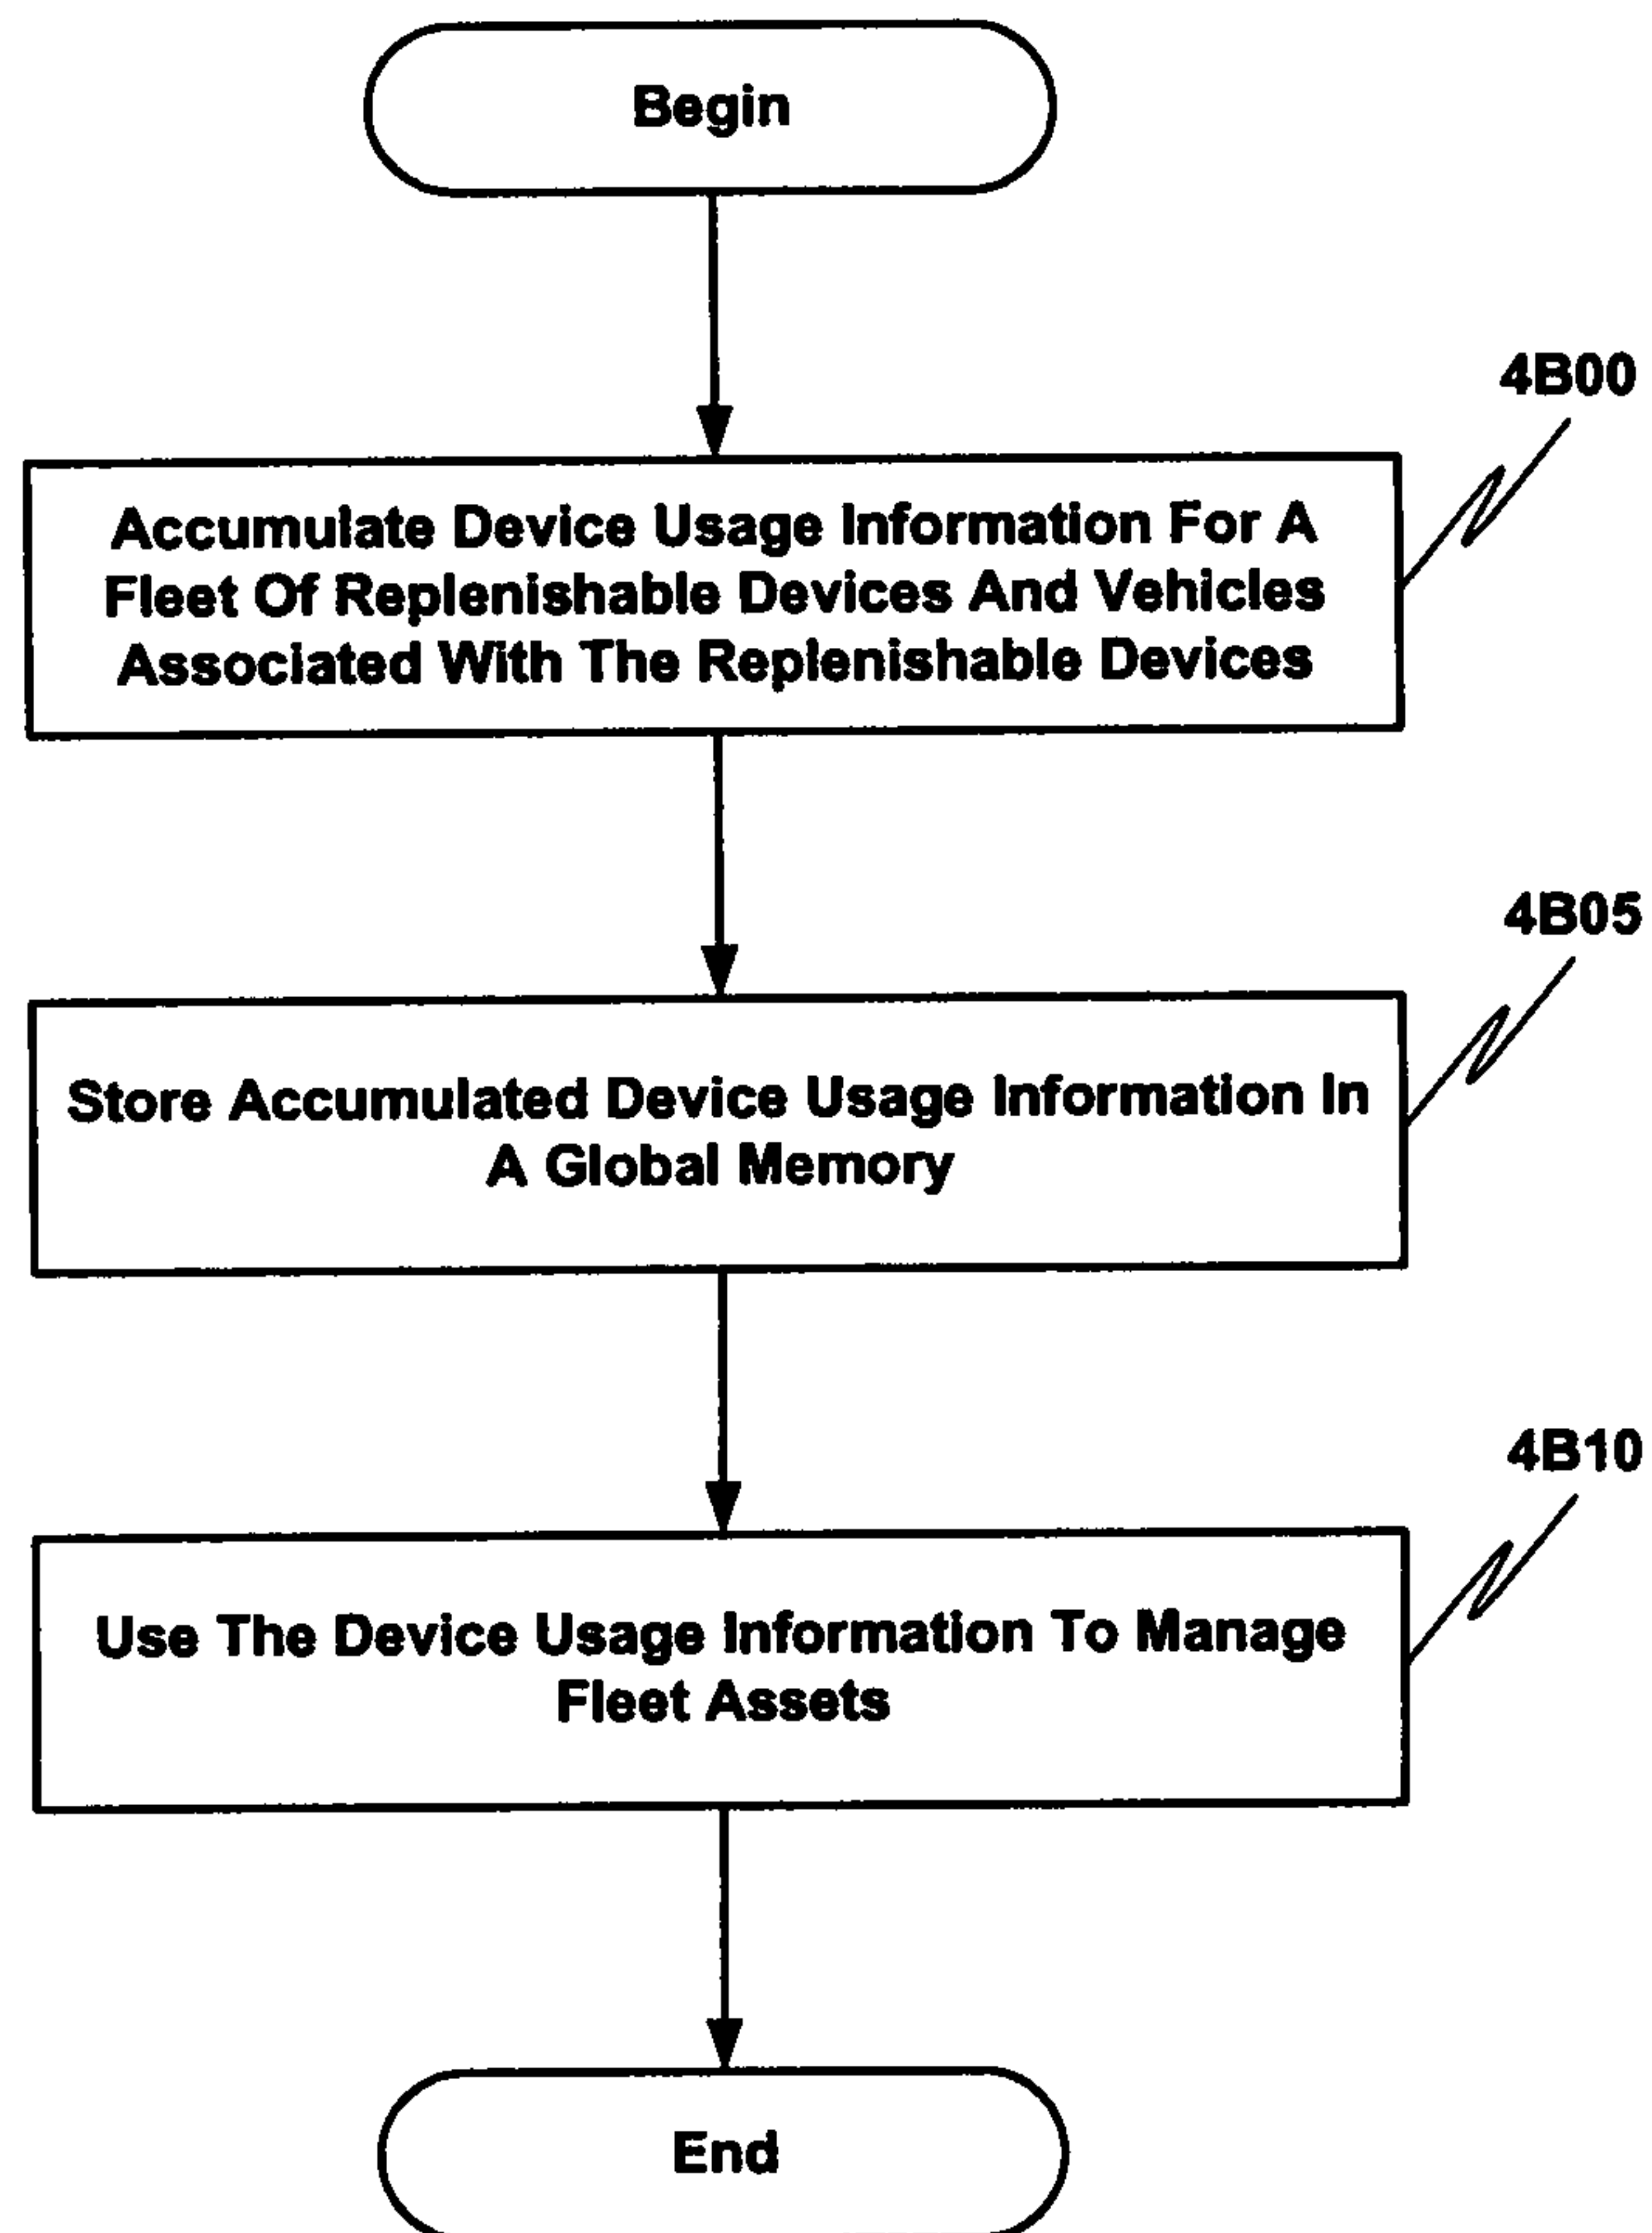 Begin
4B00
Accumulate Device Usage Information For A
Fleet Of Replenishable Devices And Vehicles
Associated With The Replenishable Devices
4B05
Store Accumulated Device Usage Information In
A Global Memory
4B10
Use The Device Usage Information To Manage
Fleet Assets
End